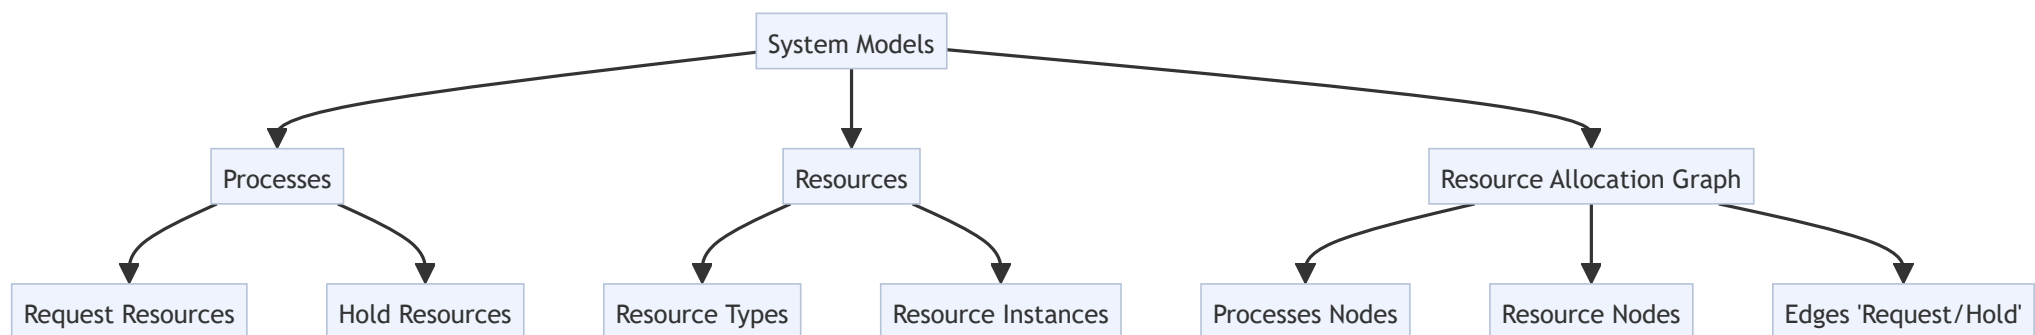 System Models
Processes
Resources
Resource Allocation Graph
Request Resources
Hold Resources
Resource Types
Resource Instances
Processes Nodes
Resource Nodes
Edges 'Request/Hold'